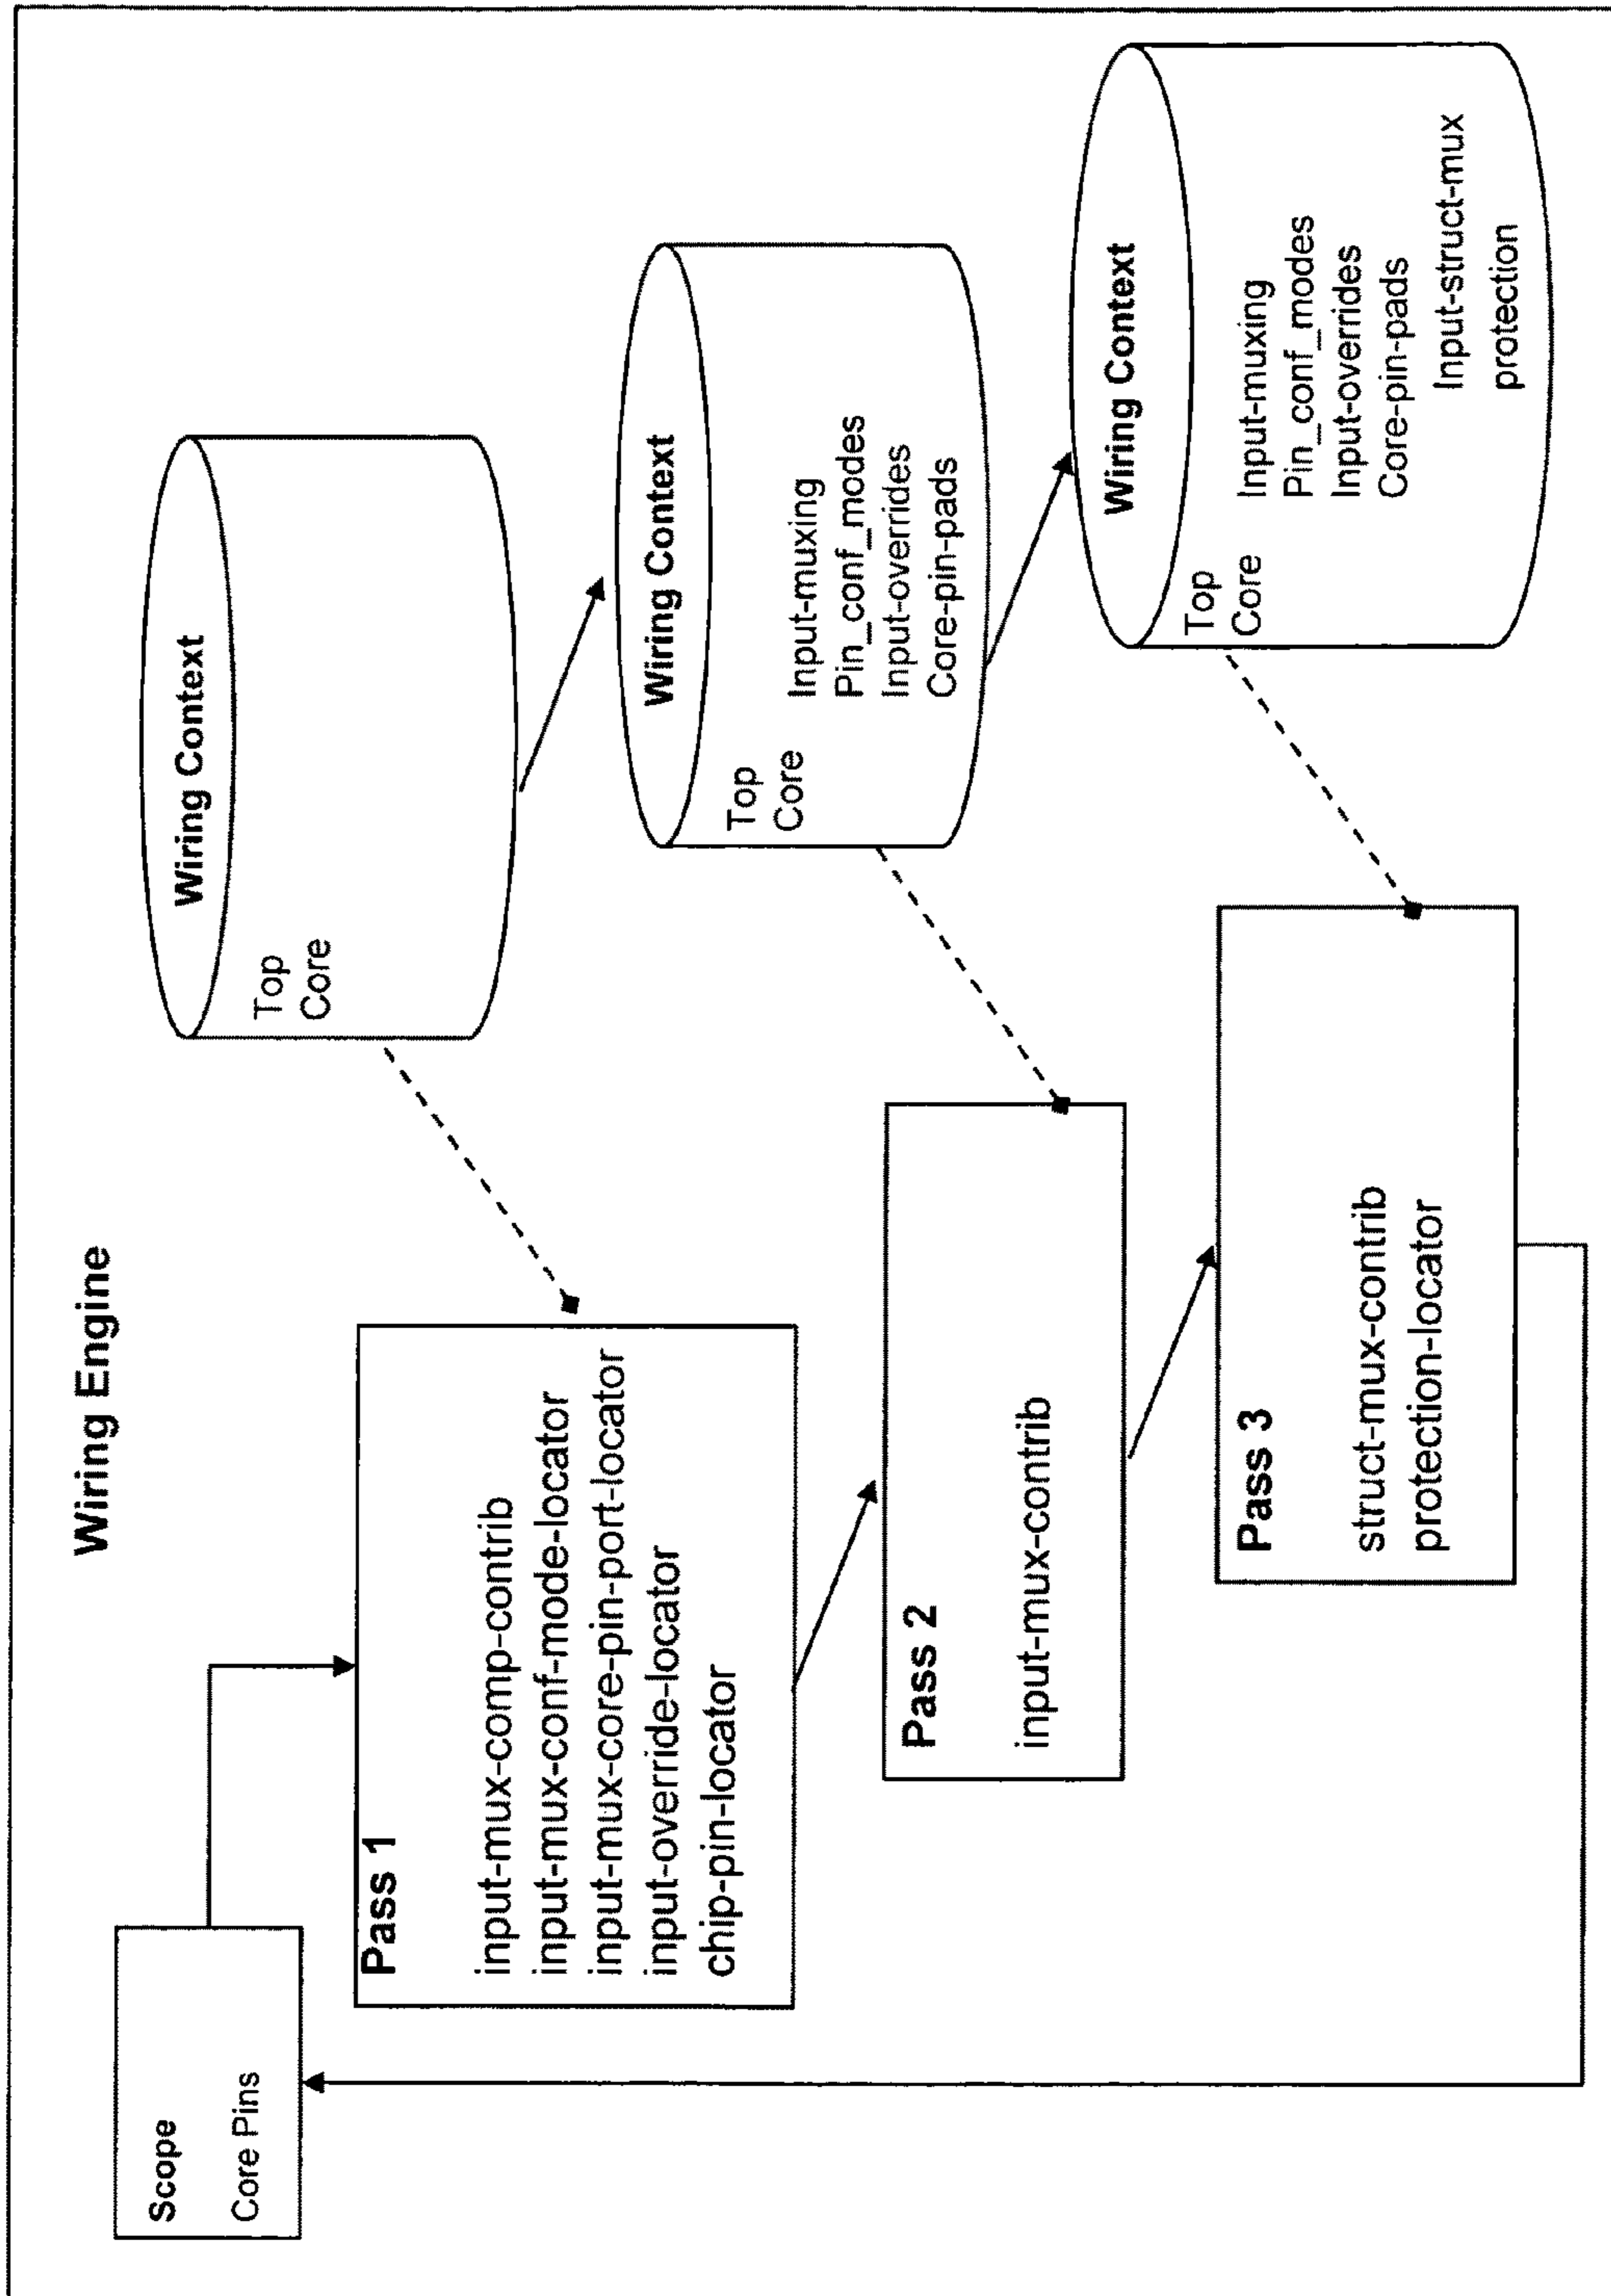 Wiring Engine
Scope
Core Pins
Pass 1
input-mux-comp-contrib
input-mux-conf-mode-locator
input-mux-core-pin-port-locator
input-override-locator
chip-pin-locator
Pass 2
input-mux-contrib
Pass 3
struct-mux-contrib
protection-locator
Wiring Context
Top
Core
Wiring Context
Top
Core
Input-muxing
Pin_conf_modes
Input-overrides
Core-pin-pads
Wiring Context
Top
Core
Input-muxing
Pin_conf_modes
Input-overrides
Core-pin-pads
Input-struct-mux
protection